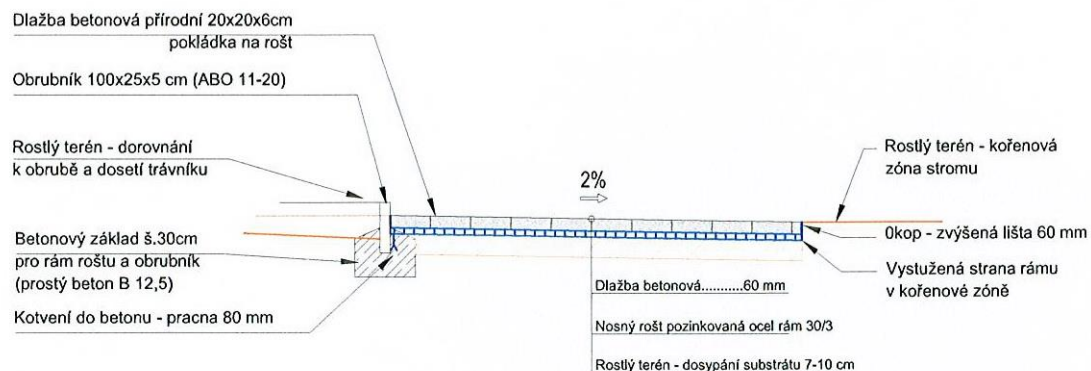 Dlažba betonová přírodní 20x20x6cm
pokládka na rošt
Obrubník 100x25x5 cm (ABO 11-20)
Rostlý terén - dorovnání
k obrubě a dosetí trávníku
Betonový základ š.30cm
pro rám roštu a obrubník
(prostý beton B 12,5)
Kotvení do betonu - pracna 80 mm
2%
Rostlý terén - kořenová
zóna stromu
0kop - zvýšená lišta 60 mm
Vystužená strana rámu
v kořenové zóně
Dlažba betonová..........60 mm
Nosný rošt pozinkovaná ocel rám 30/3
Rostlý terén - dosypání substrátu 7-10 cm